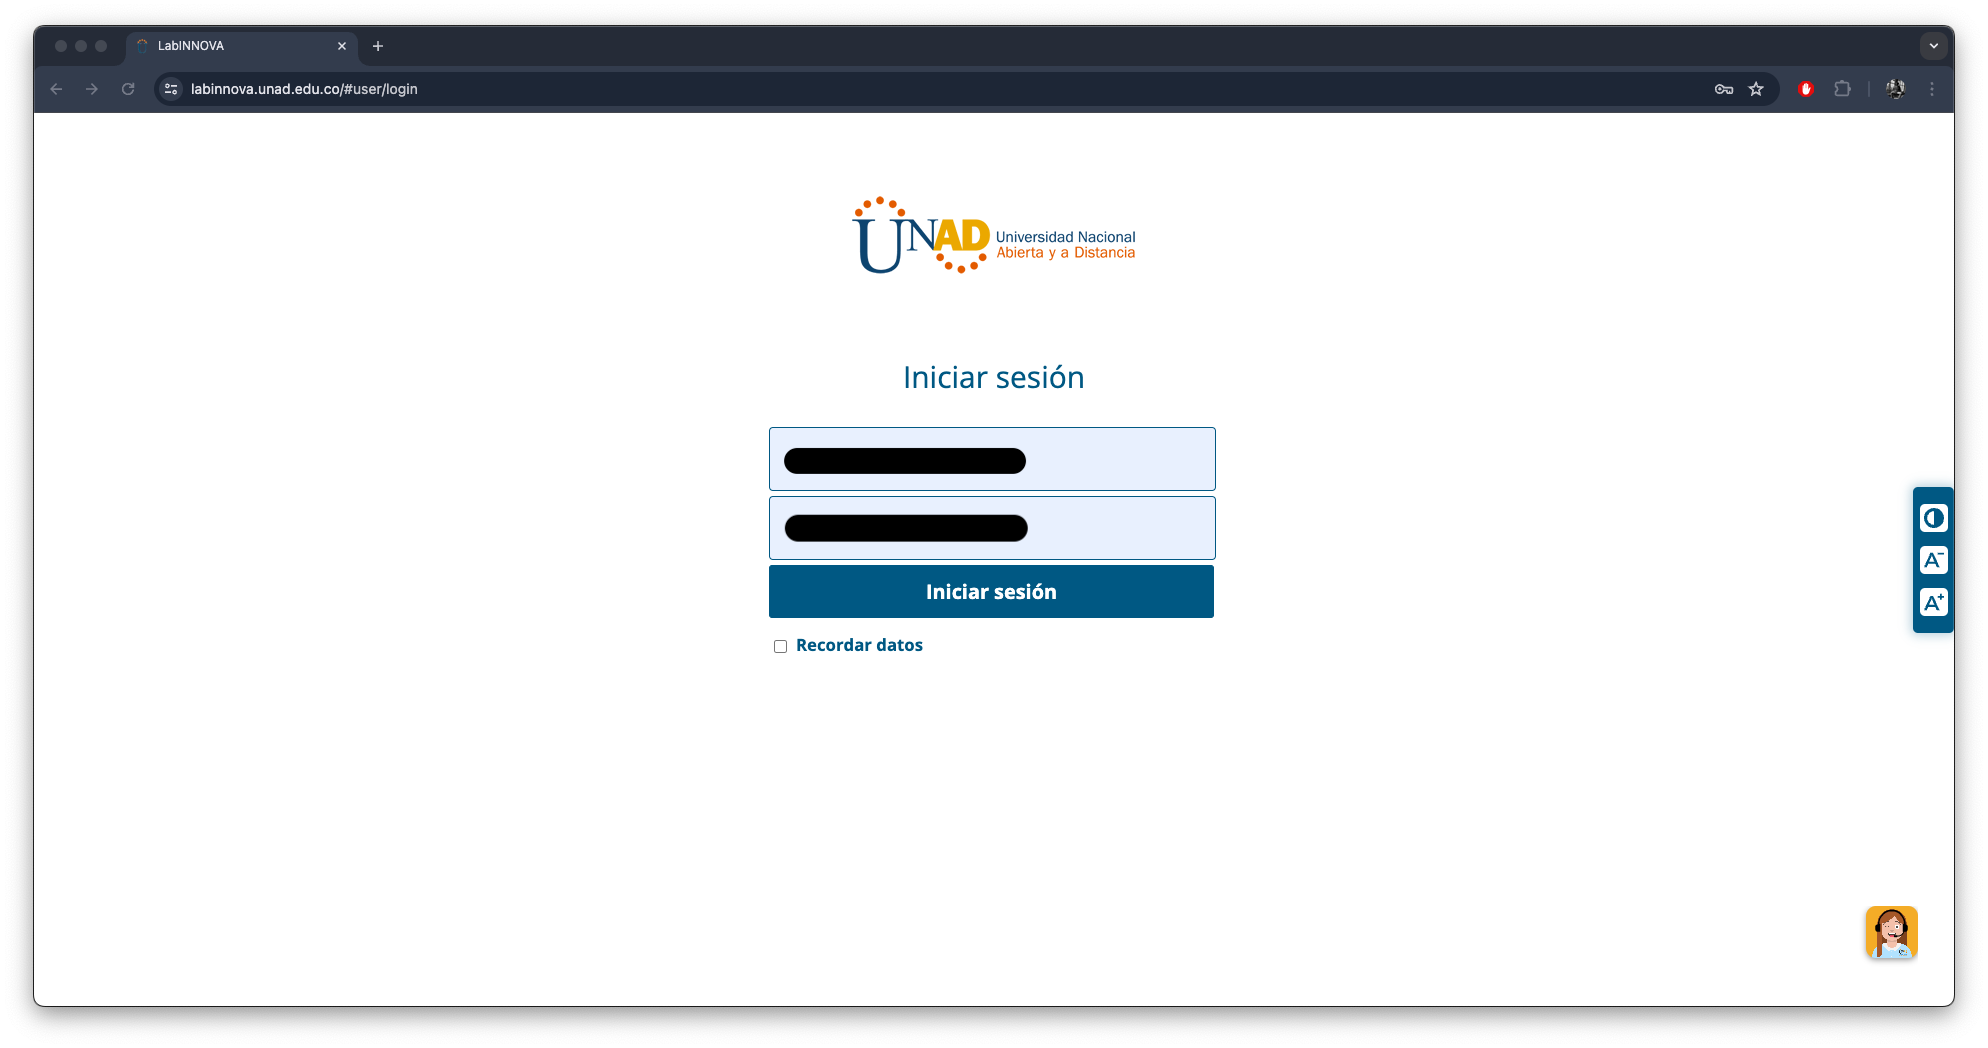 LabINNOVA
labinnova.unad.edu.co/#user/login
UNAD
Universidad Nacional
Abierta y a Distancia
Iniciar sesión
Iniciar sesión
Recordar datos
A-
A+